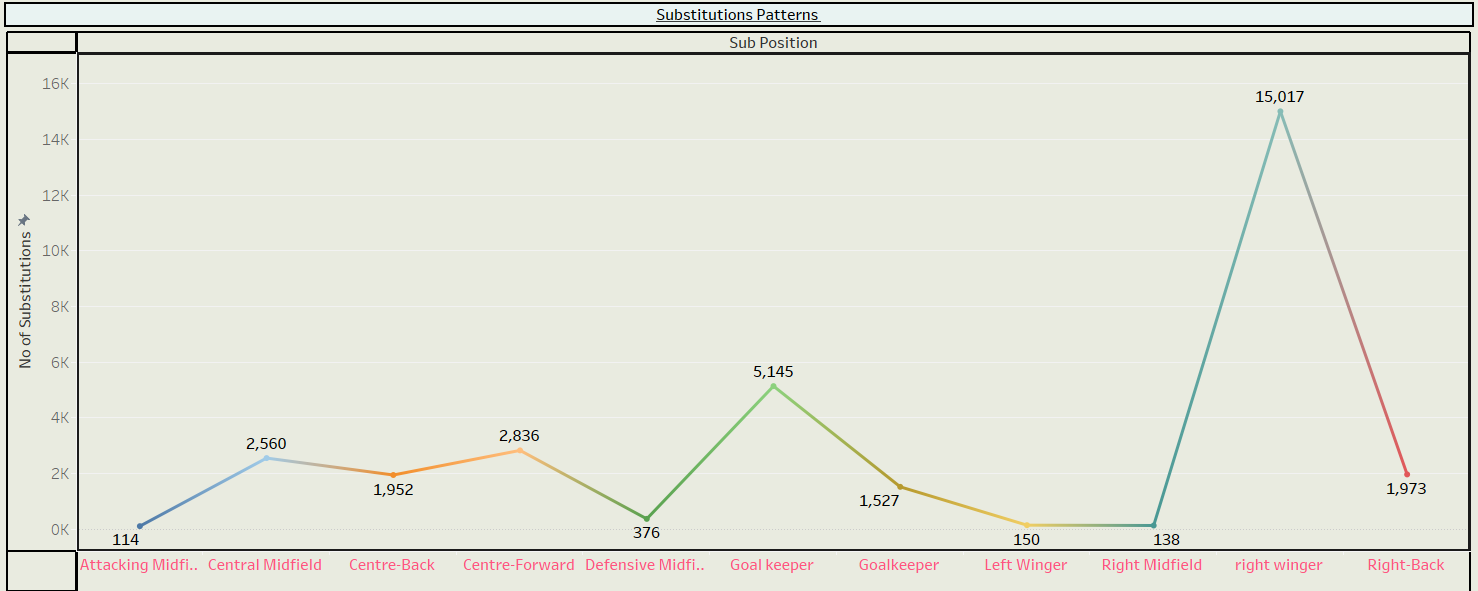 Substitutions Patterns
Sub Position
No of Substitutions
16K
14K
12K
10K
8K
6K
4K
2K
0K
114
2,560
1,952
2,836
376
5,145
1,527
150
138
15,017
1,973
Attacking Midfi.. Central Midfield Centre-Back Centre-Forward Defensive Midfi.. Goal keeper Goalkeeper Left Winger Right Midfield right winger Right-Back